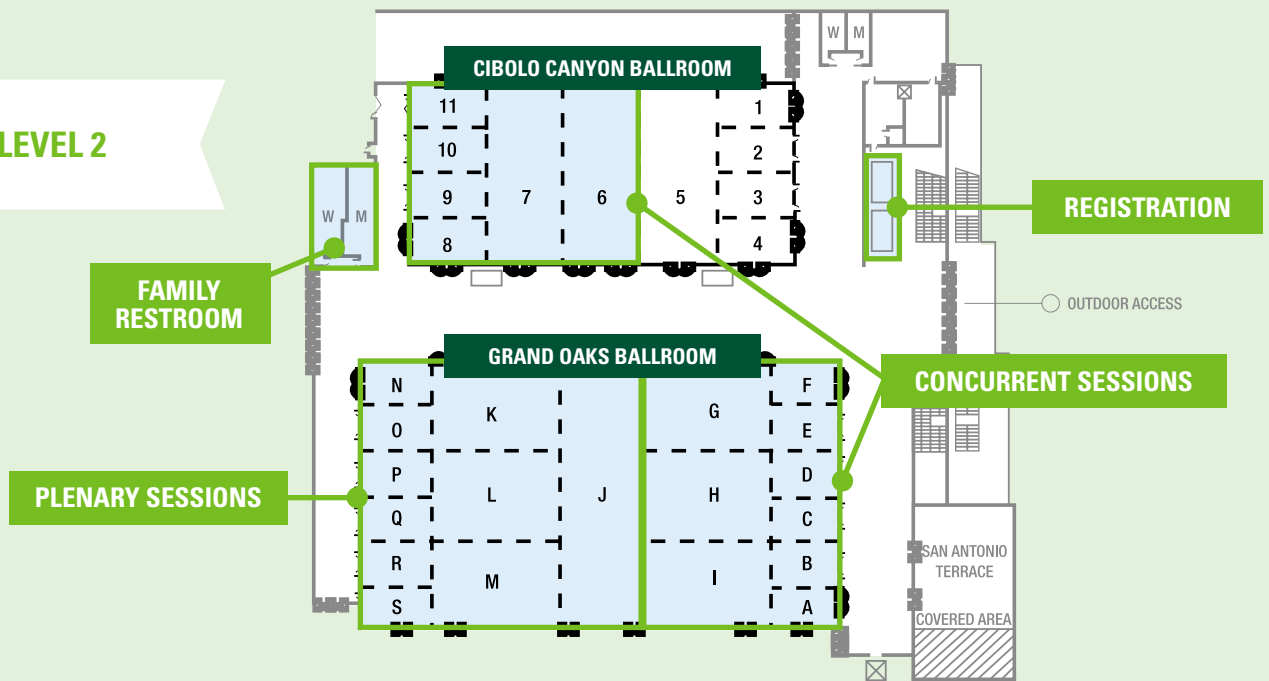 LEVEL 2
W M
CIBOLO CANYON BALLROOM
11
10
9
8
7
6
5
1
2
3
4
W M
FAMILY
RESTROOM
REGISTRATION
OUTDOOR ACCESS
CONCURRENT SESSIONS
GRAND OAKS BALLROOM
N
O
P
Q
R
S
K
L
M
J
G
H
I
F
E
D
C
B
A
PLENARY SESSIONS
SAN ANTONIO
TERRACE
COVERED AREA